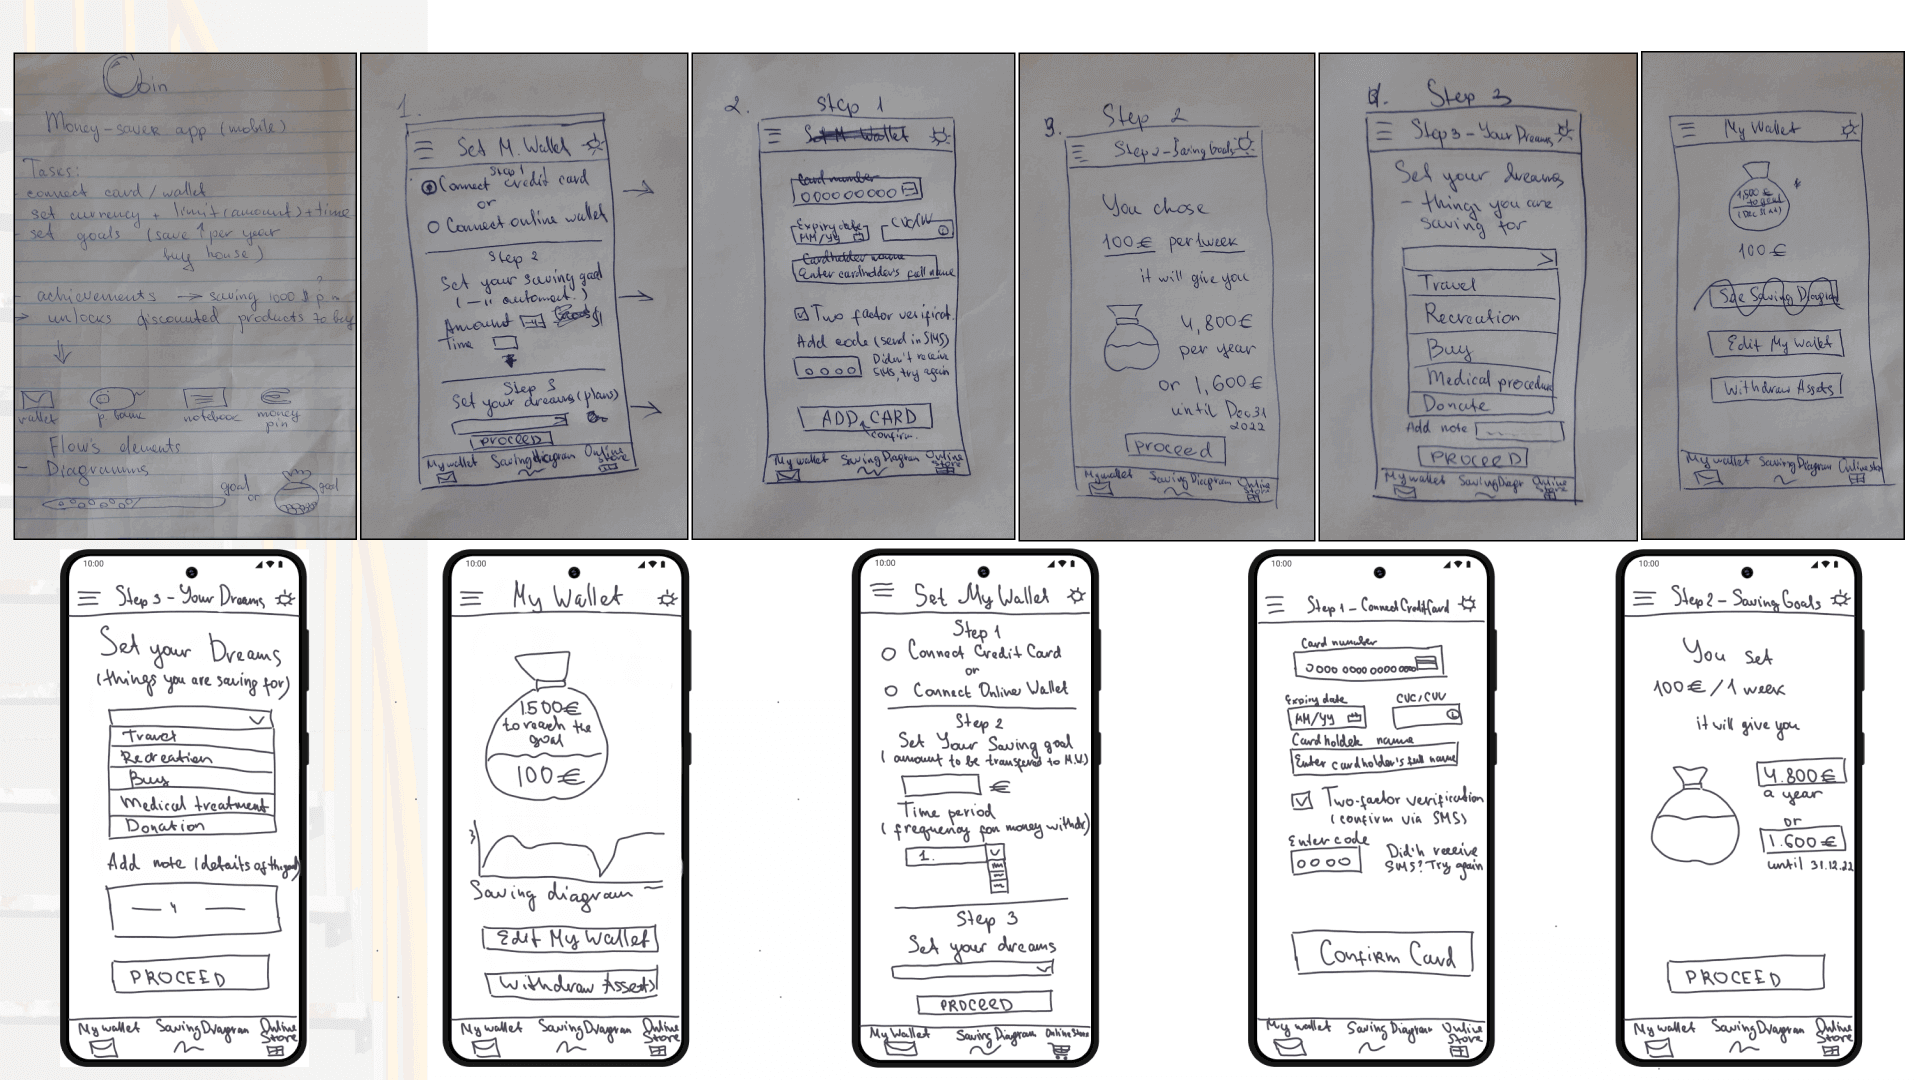 Coin
Money-saver app (mobile)
Tasks:
- connect card / wallet
set currency + limit (amount) + time
- set goals (save 1 per year
buy house)
?
- achievements → saving 1000 $ p
→ unlocks discounted products to buy
wallet
notebook
money pin
Flow's elements
- Diagramms
goal
or
goal
1.
Set M. Wallet
Step 1
Connect credit card
or
Connect online wallet
Step 2
Set your saving goal
(—11 automat.)
Amount
Time
Step 3
Set your dreams (plans)
PROCEED
My wallet Saving diagram Online Store
2. Step 1
Set M. Wallet
Card number
000000000
Expiry date CVC/CVV
MM/YY
Cardholder name
Enter cardholders full name
Two factor verificat.
Add code (send in SMS)
0000
Didn't receive
SMS, try again
ADD CARD
confirm.
My wallet Saving Diagram Online Store
3. Step 2
Step 2 - Saving Goals
You chose
100 € per 1 week
it will give you
4,800 €
per year
or 1,600 €
until Dec 31
2022
proceed
My wallet Saving Diagram Online Store
4. Step 3
Step 3 - Your Dreams
Set your dreams
- things you are
saving for
Travel
Recreation
Buy
Medical procedure
Donate
Add note
PROCEED
My wallet Saving Diagr Online Store
My Wallet
1,500 €
to goal
(Dec 31
100 €
See Saving Diagram
Edit My Wallet
Withdraw Assets
My wallet Saving Diagram Online store
10:00
Step 3 - Your Dreams
Set your Dreams
(things you are saving for)
Travel
Recreation
Buy
Medical treatment
Donation
Add note (details of the goal)
PROCEED
My wallet Saving Dvagram Online Store
10:00
My Wallet
1500 €
to reach the
goal
100 €
3
Saving diagram
Edit My Wallet
Withdraw Assets
My wallet Saving Dvagram Online Store
10:00
Set My Wallet
Step 1
Connect Credit Card
or
Connect Online Wallet
Step 2
Set Your Saving goal
(amount to be transfered to M.W.)
€
Time period
(frequency for money withdr)
1.
Step 3
Set your dreams
PROCEED
My Wallet Saving Diagram Online Store
10:00
Step 1 - Connect Credit Card
Card number
0000 0000 0000 0000
Expiry date CVC/CVV
MM/YY
Cardholder name
Enter cardholder's full name
Two-factor verification
(confirm via SMS)
Enter code
0000
Didn receive
SMS? Try again
Confirm Card
My wallet Saving Diagram Online Store
10:00
Step 2 - Saving Goals
You set
100 € / 1 week
it will give you
4.800 €
a year
or
1.600 €
until 31.12.22
PROCEED
My wallet Saving Dvagram Online Store